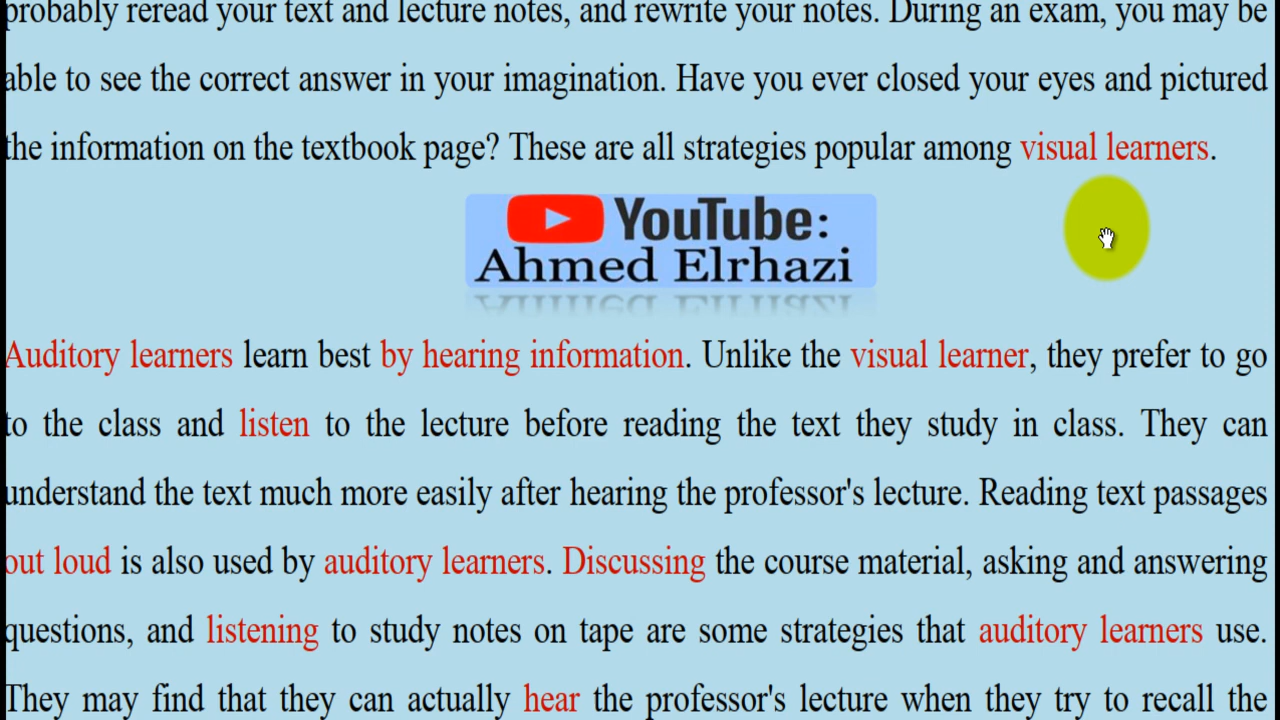 probably reread your text and lecture notes, and rewrite your notes. During an exam, you may be
able to see the correct answer in your imagination. Have you ever closed your eyes and pictured
the information on the textbook page? These are all strategies popular among visual learners.
YouTube:
Ahmed Elrhazi
Auditory learners learn best by hearing information. Unlike the visual learner, they prefer to go
to the class and listen to the lecture before reading the text they study in class. They can
understand the text much more easily after hearing the professor's lecture. Reading text passages
out loud is also used by auditory learners. Discussing the course material, asking and answering
questions, and listening to study notes on tape are some strategies that auditory learners use.
They may find that they can actually hear the professor's lecture when they try to recall the